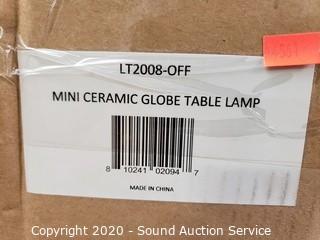 561
LT2008-OFF
MINI CERAMIC GLOBE TABLE LAMP
8 10241 02094 7
MADE IN CHINA
Copyright 2020 - Sound Auction Service